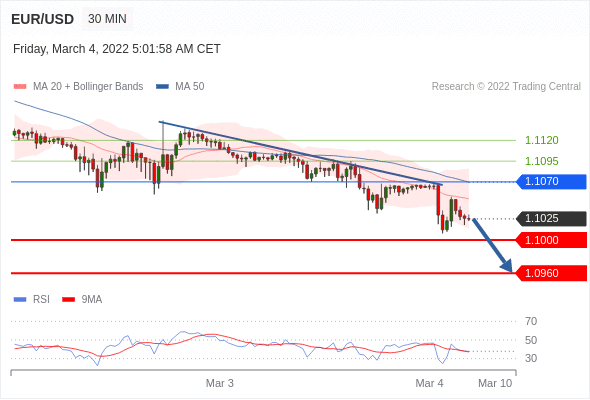 EUR/USD 30 MIN
Friday, March 4, 2022 5:01:58 AM CET
MA 20 + Bollinger Bands MA 50 Research © 2022 Trading Central
1.1120
1.1095
1.1070
1.1025
1.1000
1.0960
RSI 9MA
70
50
30
Mar 3 Mar 4 Mar 10